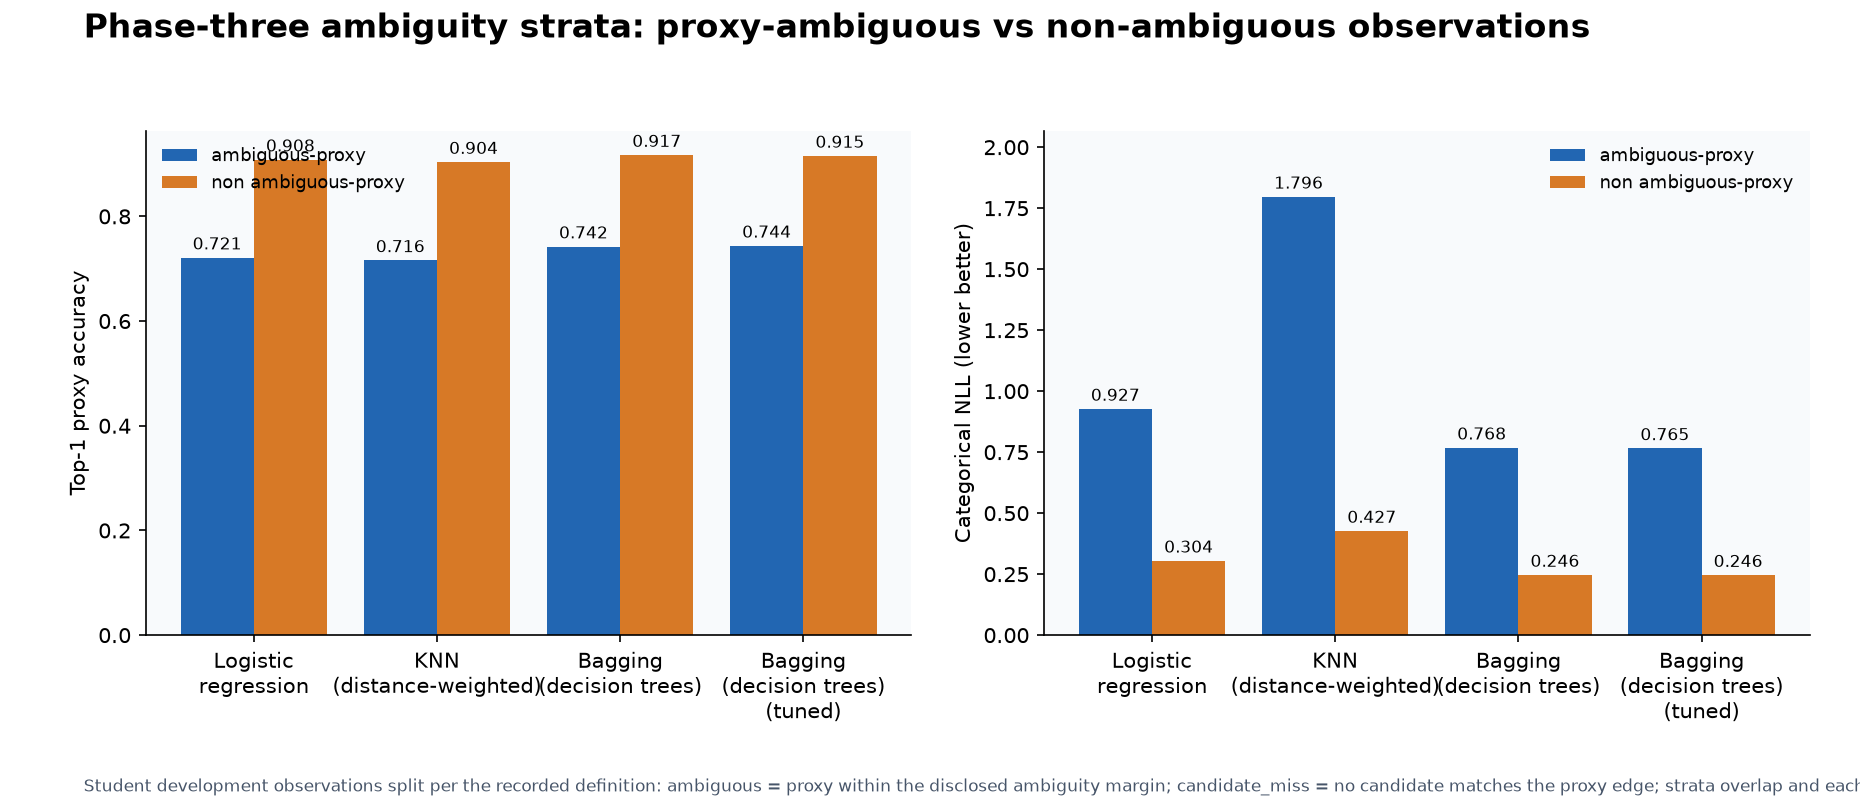 Phase-three ambiguity strata: proxy-ambiguous vs non-ambiguous observations
Top-1 proxy accuracy
0.8
0.6
0.4
0.2
0.0
ambiguous-proxy
non ambiguous-proxy
0.721
0.908
0.716
0.904
0.742
0.917
0.744
0.915
Logistic
regression
KNN
(distance-weighted)
Bagging
(decision trees)
Bagging
(decision trees)
(tuned)
Categorical NLL (lower better)
2.00
1.75
1.50
1.25
1.00
0.75
0.50
0.25
0.00
ambiguous-proxy
non ambiguous-proxy
0.927
0.304
1.796
0.427
0.768
0.246
0.765
0.246
Logistic
regression
KNN
(distance-weighted)
Bagging
(decision trees)
Bagging
(decision trees)
(tuned)
Student development observations split per the recorded definition: ambiguous = proxy within the disclosed ambiguity margin; candidate_miss = no candidate matches the proxy edge; strata overlap and each